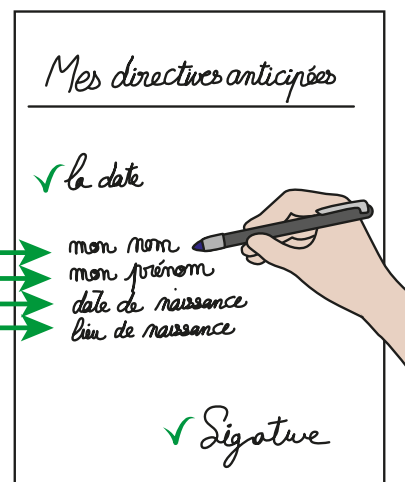 Mes directives anticipées
la date
mon nom
mon prénom
date de naissance
lieu de naissance
Sigature